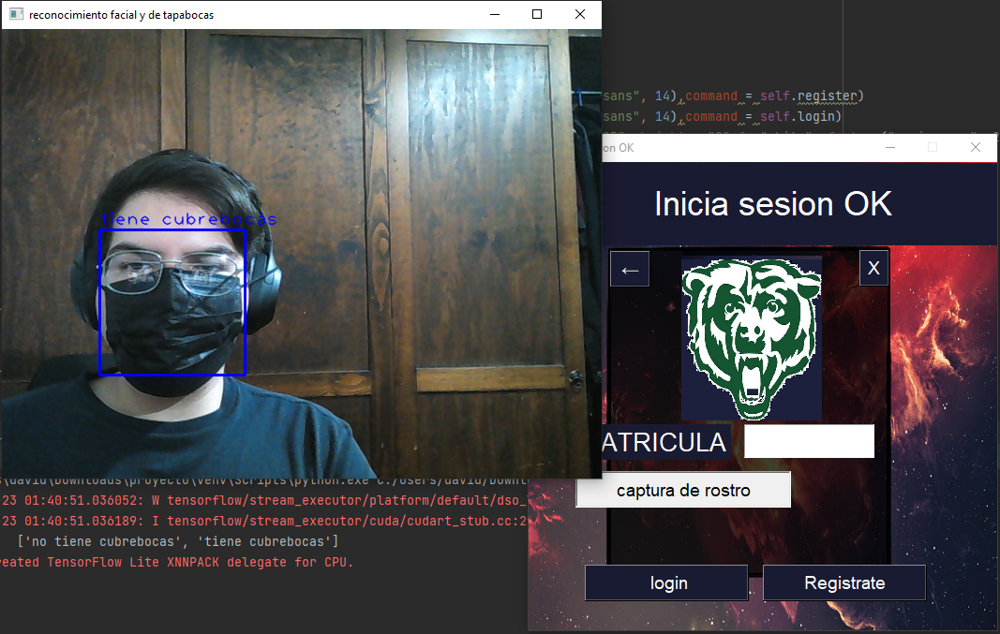 reconocimiento facial y de tapabocas
tiene cubrebocas
sans", 14),command = self.register)
sans", 14),command = self.login)
on OK
Inicia sesion OK
←
X
ATRICULA
captura de rostro
login
Registrate
\david\Downloads\proyecto\venv\scripts\python.exe C:/Users/david/Downl
-23 01:40:51.036052: W tensorflow/stream_executor/platform/default/dso_
-23 01:40:51.036189: I tensorflow/stream_executor/cuda/cudart_stub.cc:2
['no tiene cubrebocas', 'tiene cubrebocas']
reated TensorFlow Lite XNNPACK delegate for CPU.